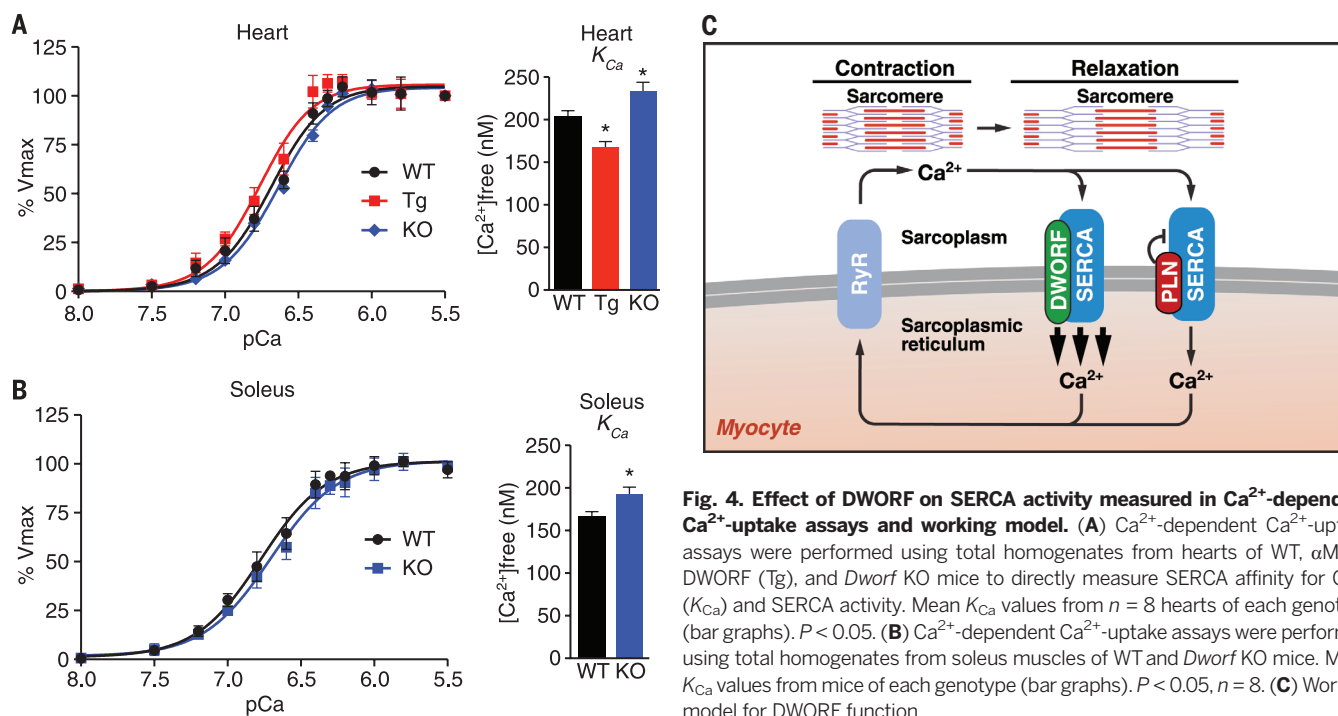 A
Heart
% Vmax
125
100
75
50
25
0
8.0 7.5 7.0 6.5 6.0 5.5
pCa
WT
Tg
KO
Heart
KCa
[Ca2+]free (nM)
250
200
150
100
50
0
* *
WT Tg KO
B
Soleus
% Vmax
125
100
75
50
25
0
8.0 7.5 7.0 6.5 6.0 5.5
pCa
WT
KO
Soleus
KCa
[Ca2+]free (nM)
250
200
150
100
50
0
*
WT KO
C
Contraction Relaxation
Sarcomere Sarcomere
Ca2+
Sarcoplasm
RyR
DWORF
SERCA
PLN
SERCA
Sarcoplasmic
reticulum
Ca2+ Ca2+
Myocyte
Fig. 4. Effect of DWORF on SERCA activity measured in Ca2+-depend
Ca2+-uptake assays and working model. (A) Ca2+-dependent Ca2+-upt
assays were performed using total homogenates from hearts of WT, αM
DWORF (Tg), and Dworf KO mice to directly measure SERCA affinity for C
(KCa) and SERCA activity. Mean KCa values from n = 8 hearts of each genot
(bar graphs). P < 0.05. (B) Ca2+-dependent Ca2+-uptake assays were perform
using total homogenates from soleus muscles of WT and Dworf KO mice. M
KCa values from mice of each genotype (bar graphs). P < 0.05, n = 8. (C) Wor
model for DWORF function.